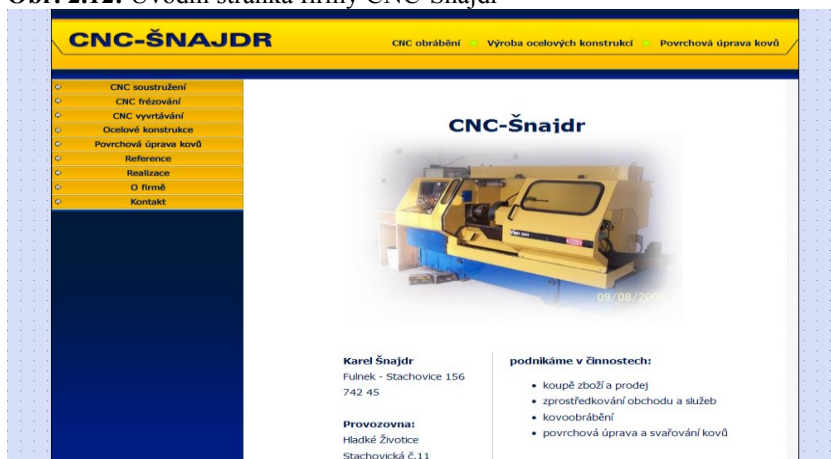 Obr. 2.12: Úvodní stránka firmy CNC-Šnajdr
CNC-ŠNAJDR
CNC obrábění
Výroba ocelových konstrukcí
Povrchová úprava kovů
CNC soustružení
CNC frézování
CNC vyvrtávání
Ocelové konstrukce
Povrchová úprava kovů
Reference
Realizace
O firmě
Kontakt
CNC-Šnajdr
Karel Šnajdr
Fulnek - Stachovice 156
742 45
Provozovna:
Hladké Životice
Stachovická č.11
podnikáme v činnostech:
• koupě zboží a prodej
• zprostředkování obchodu a služeb
• kovoobrábění
• povrchová úprava a svařování kovů